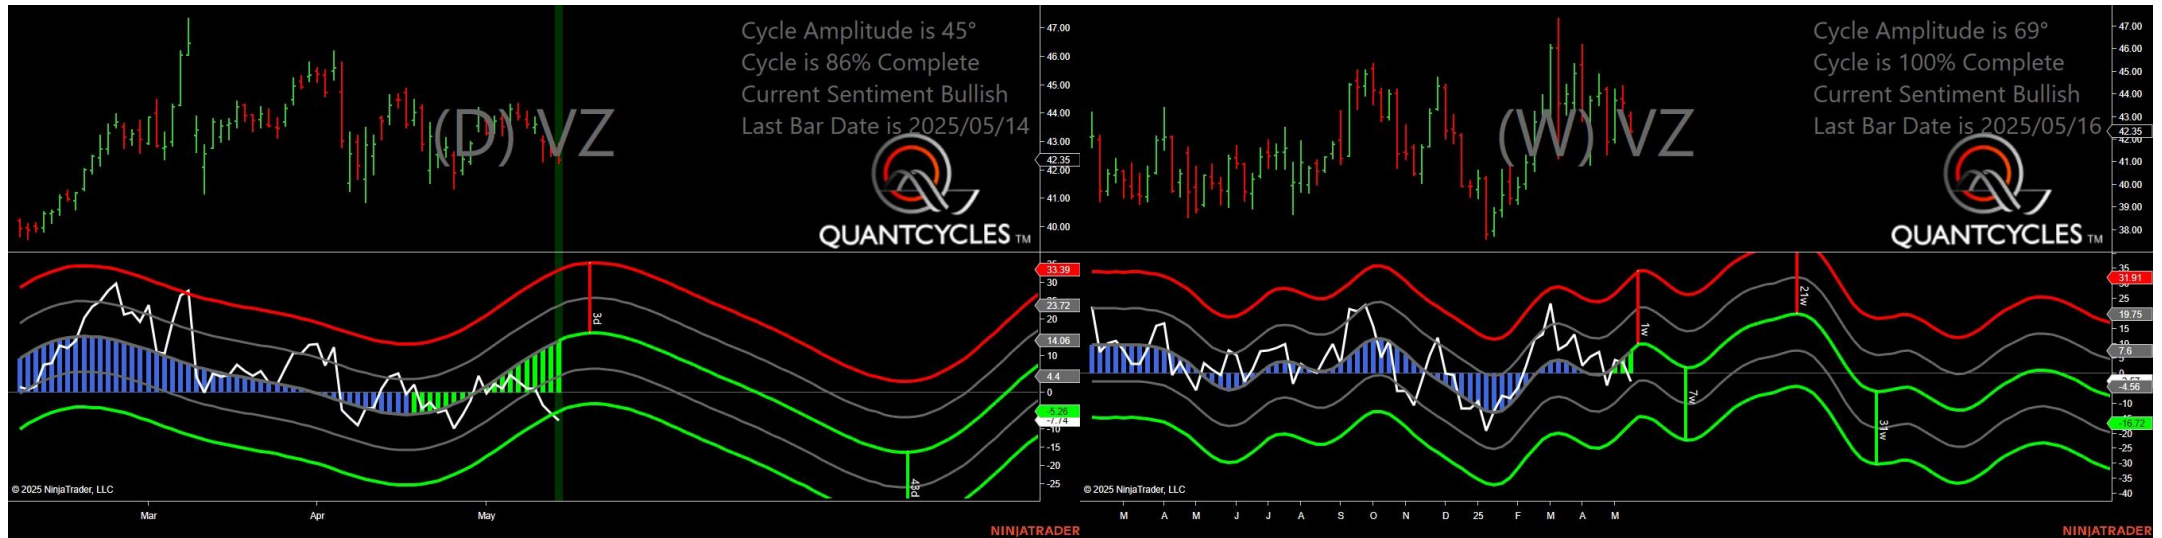 Cycle Amplitude is 45°
Cycle is 86% Complete
Current Sentiment Bullish
Last Bar Date is 2025/05/14
(D) VZ
QUANTCYCLES TM
47.00
46.00
45.00
44.00
43.00
42.35
42.00
41.00
40.00
33.39
30
23.72
20
14.06
10
4.4
0
-5.26
-7.74
-10
-15
-20
-25
3d
43d
© 2025 NinjaTrader, LLC
Mar Apr May
NINJATRADER
Cycle Amplitude is 69°
Cycle is 100% Complete
Current Sentiment Bullish
Last Bar Date is 2025/05/16
(W) VZ
QUANTCYCLES TM
47.00
46.00
45.00
44.00
43.00
42.35
42.00
41.00
40.00
39.00
38.00
35
31.91
25
19.75
15
7.6
0
-4.56
-10
-16.72
-25
-30
-35
-40
1w
7w
21w
31w
© 2025 NinjaTrader, LLC
M A M J J A S O N D 25 F M A M
NINJATRADER